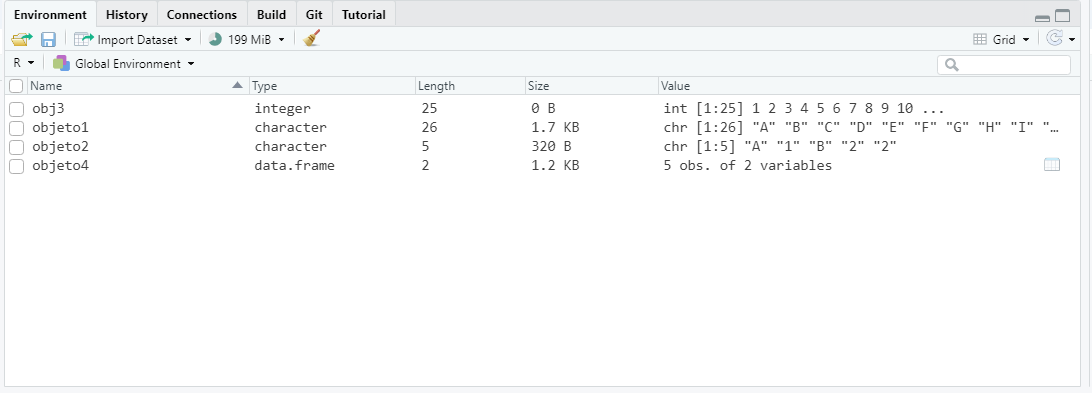 Environment History Connections Build Git Tutorial
Import Dataset 199 MiB Grid
R Global Environment
Name Type Length Size Value
obj3 integer 25 0 B int [1:25] 1 2 3 4 5 6 7 8 9 10 ...
objeto1 character 26 1.7 KB chr [1:26] "A" "B" "C" "D" "E" "F" "G" "H" "I" "…
objeto2 character 5 320 B chr [1:5] "A" "1" "B" "2" "2"
objeto4 data.frame 2 1.2 KB 5 obs. of 2 variables